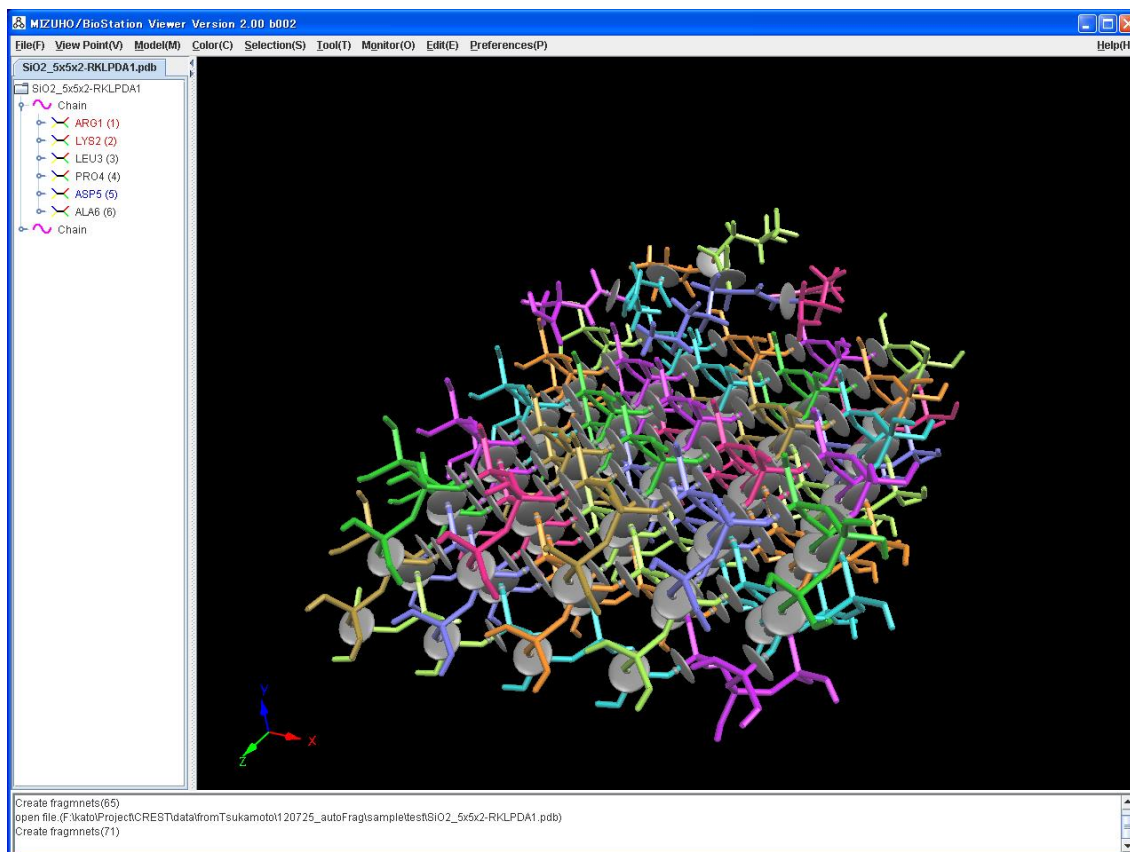 MIZUHO/BioStation Viewer Version 2.00 b002
File(F) View Point(V) Model(M) Color(C) Selection(S) Tool(T) Monitor(O) Edit(E) Preferences(P) Help(H
SiO2_5x5x2-RKLPDA1.pdb
SiO2_5x5x2-RKLPDA1
Chain
ARG1 (1)
LYS2 (2)
LEU3 (3)
PRO4 (4)
ASP5 (5)
ALA6 (6)
Chain
Y
X
Z
Create fragmnets(65)
open file.(F:\kato\Project\CREST\data\fromTsukamoto\120725_autoFrag\sample\test\SiO2_5x5x2-RKLPDA1.pdb)
Create fragmnets(71)